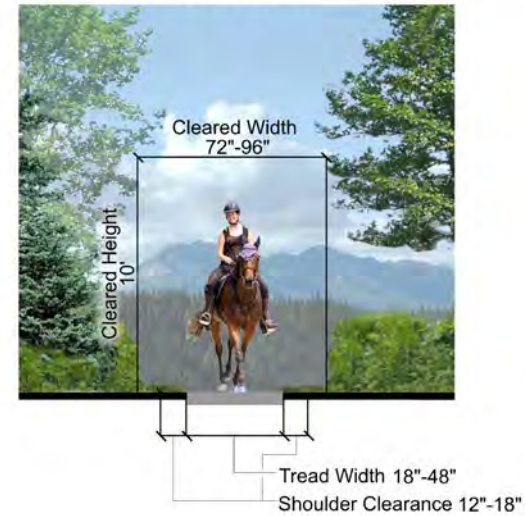 Cleared Width
72"-96"
Cleared Height
10'
Tread Width 18"-48"
Shoulder Clearance 12"-18"